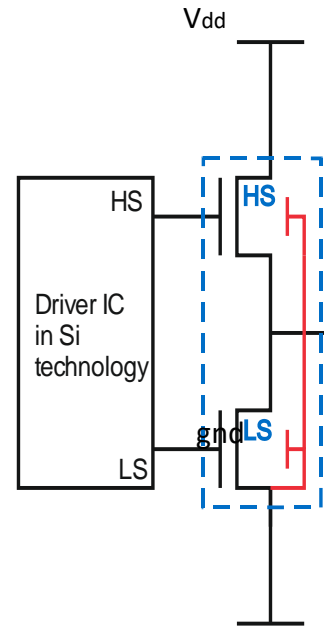 Vdd
HS
HS
Driver IC
in Si
technology
gnd
LS
LS